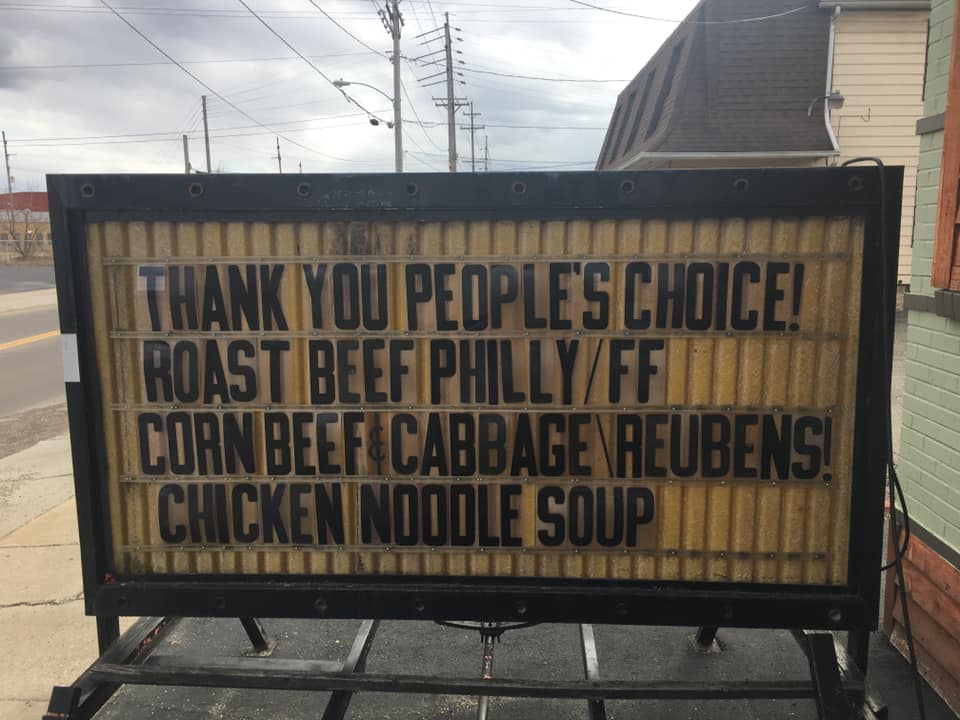 THANK YOU PEOPLE'S CHOICE!
ROAST BEEF PHILLY/FF
CORN BEEF & CABBAGE\REUBENS!
CHICKEN NOODLE SOUP